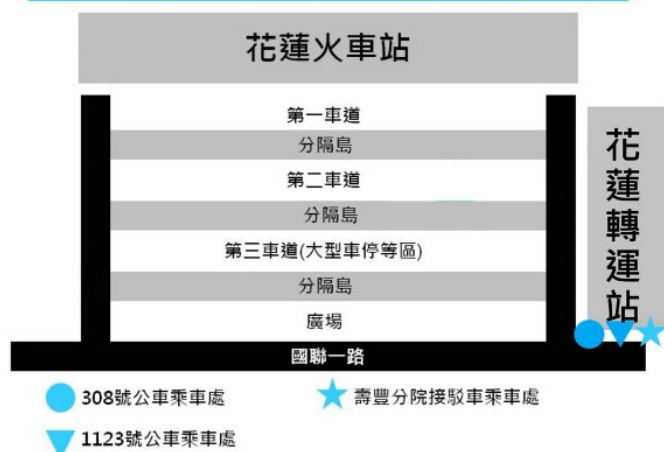 花蓮火車站
第一車道
分隔島
第二車道
分隔島
第三車道(大型車停等區)
分隔島
廣場
花蓮轉運站
國聯一路
308號公車乘車處
壽豐分院接駁車乘車處
1123號公車乘車處